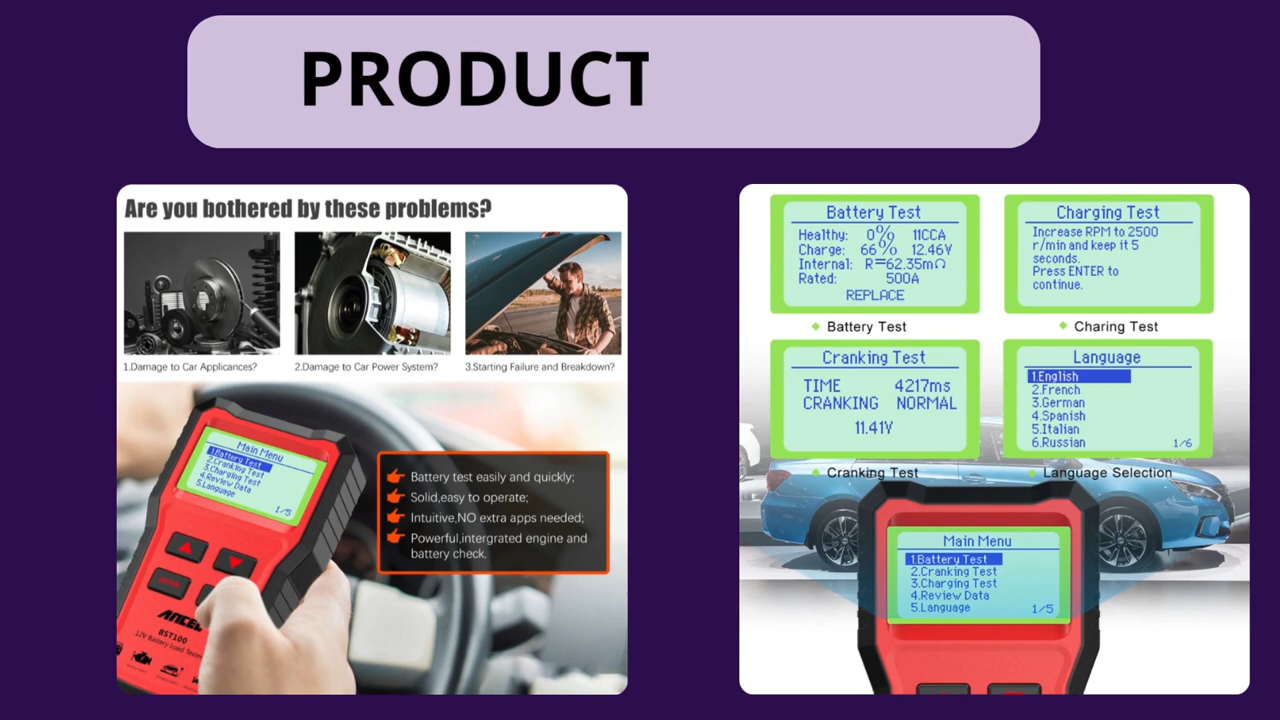 PRODUCT
Are you bothered by these problems?
1.Damage to Car Applicances?
2.Damage to Car Power System?
3.Starting Failure and Breakdown?
Main Menu
1.Battery Test
2.Cranking Test
3.Charging Test
4.Review Data
5.Language
1/5
ENTER
ANCEL
BST100
12V Battery Load Tester
Battery test easily and quickly;
Solid,easy to operate;
Intuitive,NO extra apps needed;
Powerful,intergrated engine and
battery check.
Battery Test
Healthy: 0% 11CCA
Charge: 66% 12.46V
Internal: R=62.35mΩ
Rated: 500A
REPLACE
Battery Test
Charging Test
Increase RPM to 2500
r/min and keep it 5
seconds.
Press ENTER to
continue.
Charing Test
Cranking Test
TIME 4217ms
CRANKING NORMAL
11.41V
Cranking Test
Language
1.English
2.French
3.German
4.Spanish
5.Italian
6.Russian 1/6
Language Selection
Main Menu
1.Battery Test
2.Cranking Test
3.Charging Test
4.Review Data
5.Language 1/5